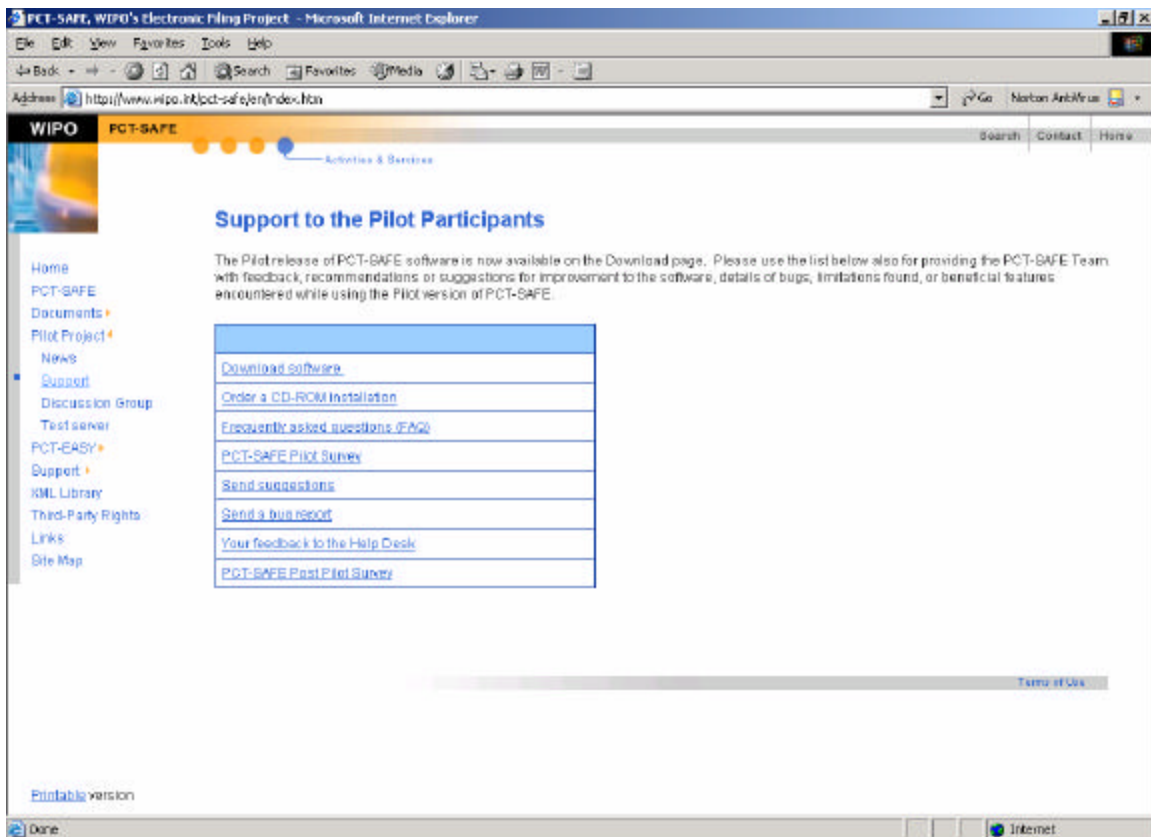 PCT-SAFE, WIPO's Electronic Filing Project - Microsoft Internet Explorer
File Edit View Favorites Tools Help
Back Search Favorites Media
Address https://www.wipo.int/pct-safe/en/index.htm Go Norton AntiVirus
WIPO PCT-SAFE
Search Contact Home
Activities & Services
Support to the Pilot Participants
The Pilot release of PCT-SAFE software is now available on the Download page. Please use the list below also for providing the PCT-SAFE Team
with feedback, recommendations or suggestions for improvement to the software, details of bugs, limitations found, or beneficial features
encountered while using the Pilot version of PCT-SAFE.
Home
PCT-SAFE
Documents
Pilot Project
News
Support
Discussion Group
Test server
PCT-EASY
Support
XML Library
Third-Party Rights
Links
Site Map
Download software
Order a CD-ROM installation
Frequently asked questions (FAQ)
PCT-SAFE Pilot Survey
Send suggestions
Send a bug report
Your feedback to the Help Desk
PCT-SAFE Post Pilot Survey
Terms of Use
Printable version
Done Internet